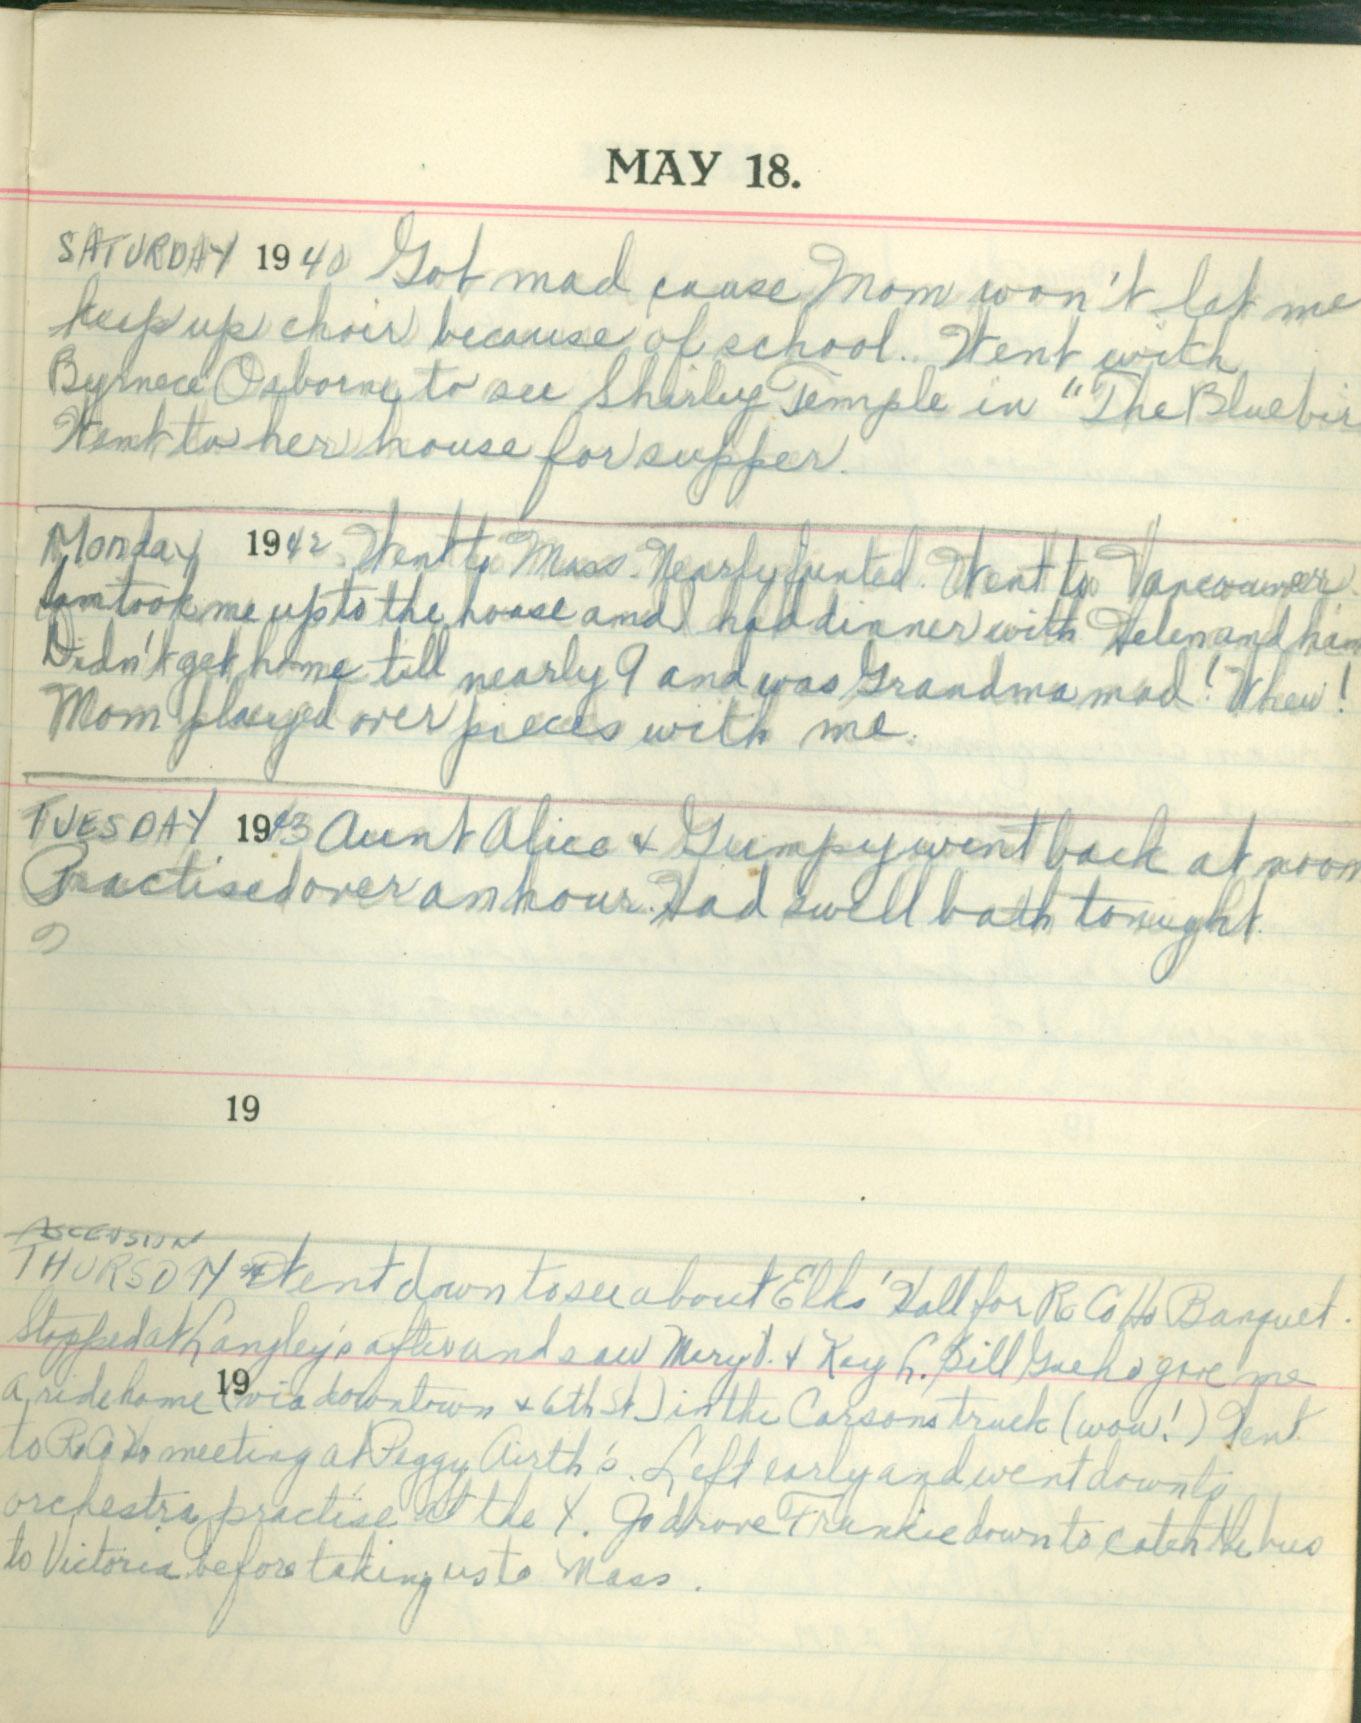 MAY 18.
SATURDAY 1940 Got mad cause Mom won't let me
keep up choir because of school. Went with
Byrnece Osborne to see Shirley Temple in "The Bluebir
Went to her house for supper.
Monday 1942 Went to Mass. Nearly fainted. Went to Vancouver.
Sam took me up to the house and had dinner with Helen and him
Didn't get home till nearly 9 and was Grandma mad! Whew!
Mom played over pieces with me.
TUESDAY 1943 Aunt Alice & Gumpy went back at noon
Practised over an hour. Had swell bath tonight.
19
ASCENSION
THURSDAY Went down to see about Elks' Hall for Banquet.
Stopped at Langley's after and saw Mary D. & Kay L. Bill gave me
19
a ride home (via downtown & 6th St.) in the Carsons truck (wow!) Went
to meeting at Peggy Airth's. Left early and went down to
orchestra practise at the Y. Jo drove Frankie down to catch the bus
to Victoria before taking us to Mass.